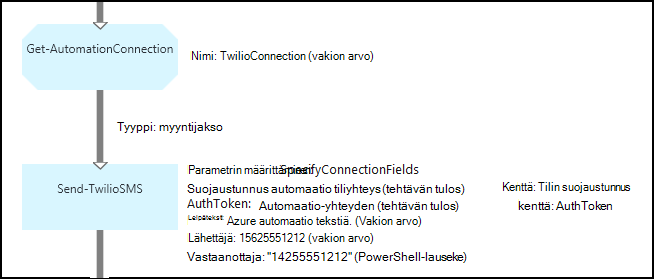 Get-AutomationConnection
Nimi: TwilioConnection (vakion arvo)
Tyyppi: myyntijakso
Send-TwilioSMS
Parametrin määrittäminen: SpecifyConnectionFields
Suojaustunnus automaatio tiliyhteys (tehtävän tulos) Kenttä: Tilin suojaustunnus
AuthToken: Automaatio-yhteyden (tehtävän tulos) kenttä: AuthToken
Leipäteksti: Azure automaatio tekstiä. (Vakion arvo)
Lähettäjä: 15625551212 (vakion arvo)
Vastaanottaja: "14255551212" (PowerShell-lauseke)